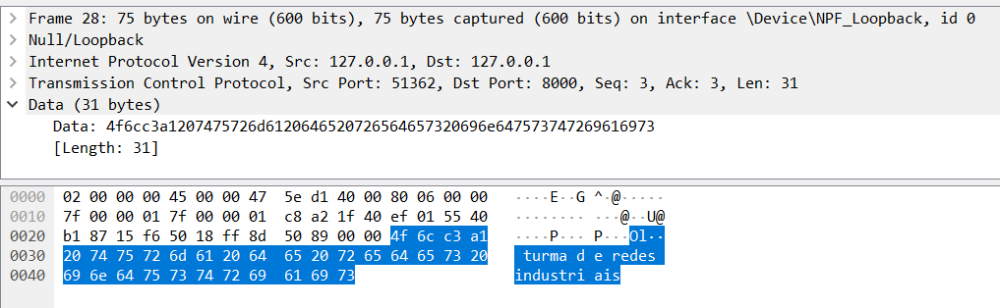 Frame 28: 75 bytes on wire (600 bits), 75 bytes captured (600 bits) on interface \Device\NPF_Loopback, id 0
Null/Loopback
Internet Protocol Version 4, Src: 127.0.0.1, Dst: 127.0.0.1
Transmission Control Protocol, Src Port: 51362, Dst Port: 8000, Seq: 3, Ack: 3, Len: 31
Data (31 bytes)
Data: 4f6cc3a1207475726d6120646520726564657320696e647573747269616973
[Length: 31]
0000 02 00 00 00 45 00 00 47 5e d1 40 00 80 06 00 00 ····E··G ^·@·····
0010 7f 00 00 01 7f 00 00 01 c8 a2 1f 40 ef 01 55 40 ········ ···@··U@
0020 b1 87 15 f6 50 18 ff 8d 50 89 00 00 4f 6c c3 a1 ····P··· P···Ol··
0030 20 74 75 72 6d 61 20 64 65 20 72 65 64 65 73 20 turma d e redes
0040 69 6e 64 75 73 74 72 69 61 69 73 industri ais